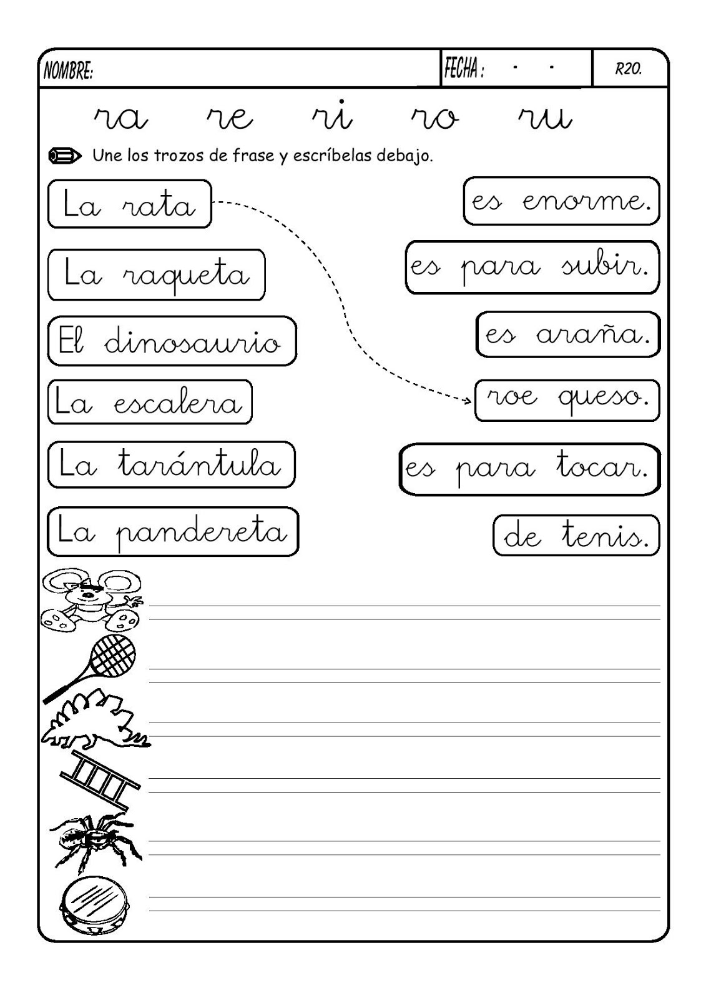 NOMBRE: FECHA : - - R20.
ra re ri ro ru
Une los trozos de frase y escríbelas debajo.
La rata es enorme.
La raqueta es para subir.
El dinosaurio es araña.
La escalera roe queso.
La tarántula es para tocar.
La pandereta de tenis.